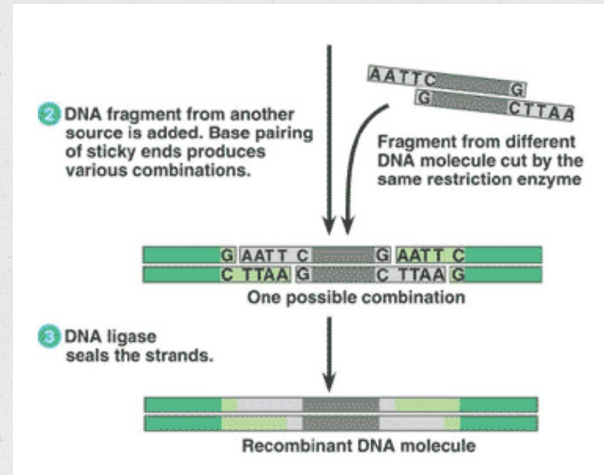 AATTC G
G CTTAA
2 DNA fragment from another
source is added. Base pairing
of sticky ends produces
various combinations.
Fragment from different
DNA molecule cut by the
same restriction enzyme
G AATT C G AATT C
C TTAA G C TTAA G
One possible combination
3 DNA ligase
seals the strands.
Recombinant DNA molecule